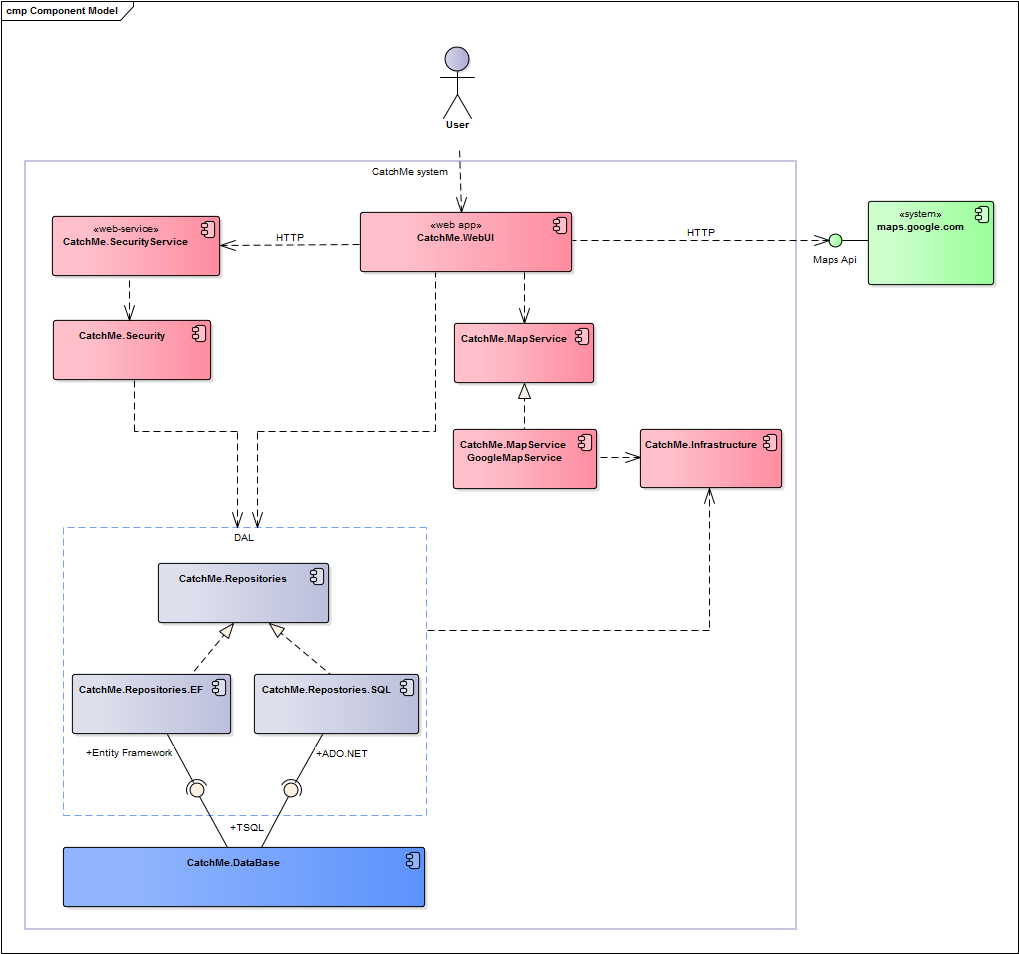 cmp Component Model
User
CatchMe system
«web-service»
CatchMe.SecurityService
HTTP
«web app»
CatchMe.WebUI
HTTP
Maps Api
«system»
maps.google.com
CatchMe.Security
CatchMe.MapService
CatchMe.MapService
GoogleMapService
CatchMe.Infrastructure
DAL
CatchMe.Repositories
CatchMe.Repositories.EF
CatchMe.Repostories.SQL
+Entity Framework
+ADO.NET
+TSQL
CatchMe.DataBase